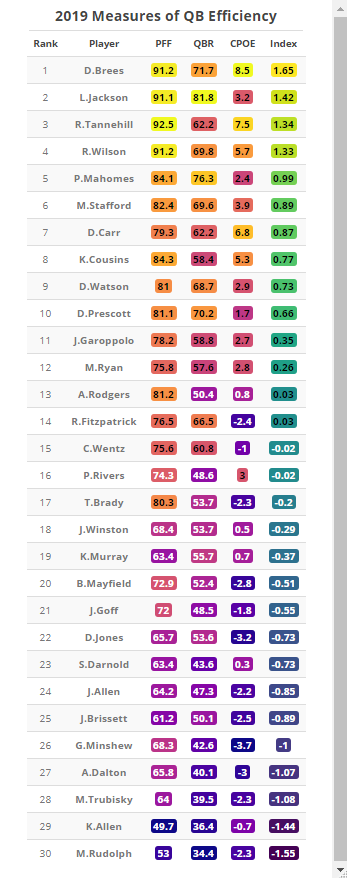 2019 Measures of QB Efficiency
Rank Player PFF QBR CPOE Index
1 D.Brees 91.2 71.7 8.5 1.65
2 L.Jackson 91.1 81.8 3.2 1.42
3 R.Tannehill 92.5 62.2 7.5 1.34
4 R.Wilson 91.2 69.8 5.7 1.33
5 P.Mahomes 84.1 76.3 2.4 0.99
6 M.Stafford 82.4 69.6 3.9 0.89
7 D.Carr 79.3 62.2 6.8 0.87
8 K.Cousins 84.3 58.4 5.3 0.77
9 D.Watson 81 68.7 2.9 0.73
10 D.Prescott 81.1 70.2 1.7 0.66
11 J.Garoppolo 78.2 58.8 2.7 0.35
12 M.Ryan 75.8 57.6 2.8 0.26
13 A.Rodgers 81.2 50.4 0.8 0.03
14 R.Fitzpatrick 76.5 66.5 -2.4 0.03
15 C.Wentz 75.6 60.8 -1 -0.02
16 P.Rivers 74.3 48.6 3 -0.02
17 T.Brady 80.3 53.7 -2.3 -0.2
18 J.Winston 68.4 53.7 0.5 -0.29
19 K.Murray 63.4 55.7 0.7 -0.37
20 B.Mayfield 72.9 52.4 -2.8 -0.51
21 J.Goff 72 48.5 -1.8 -0.55
22 D.Jones 65.7 53.6 -3.2 -0.73
23 S.Darnold 63.4 43.6 0.3 -0.73
24 J.Allen 64.2 47.3 -2.2 -0.85
25 J.Brissett 61.2 50.1 -2.5 -0.89
26 G.Minshew 68.3 42.6 -3.7 -1
27 A.Dalton 65.8 40.1 -3 -1.07
28 M.Trubisky 64 39.5 -2.3 -1.08
29 K.Allen 49.7 36.4 -0.7 -1.44
30 M.Rudolph 53 34.4 -2.3 -1.55